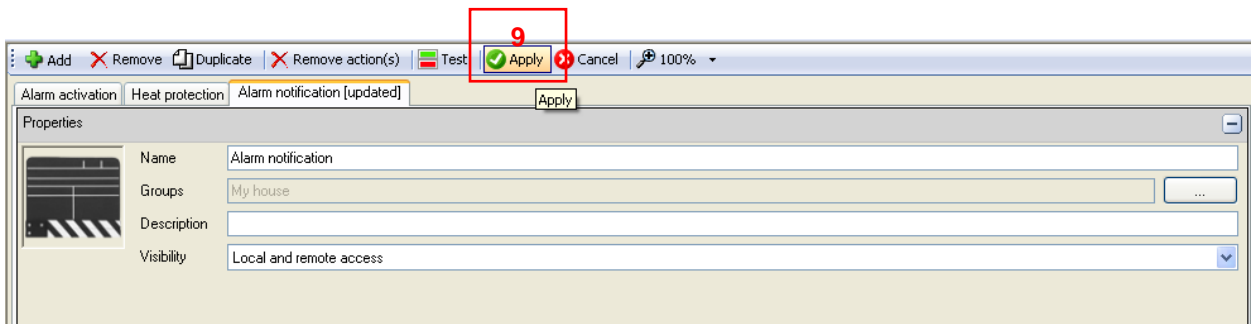 9
Add Remove Duplicate Remove action(s) Test Apply Cancel 100%
Alarm activation Heat protection Alarm notification [updated]
Apply
Properties
Name Alarm notification
Groups My house ...
Description
Visibility Local and remote access